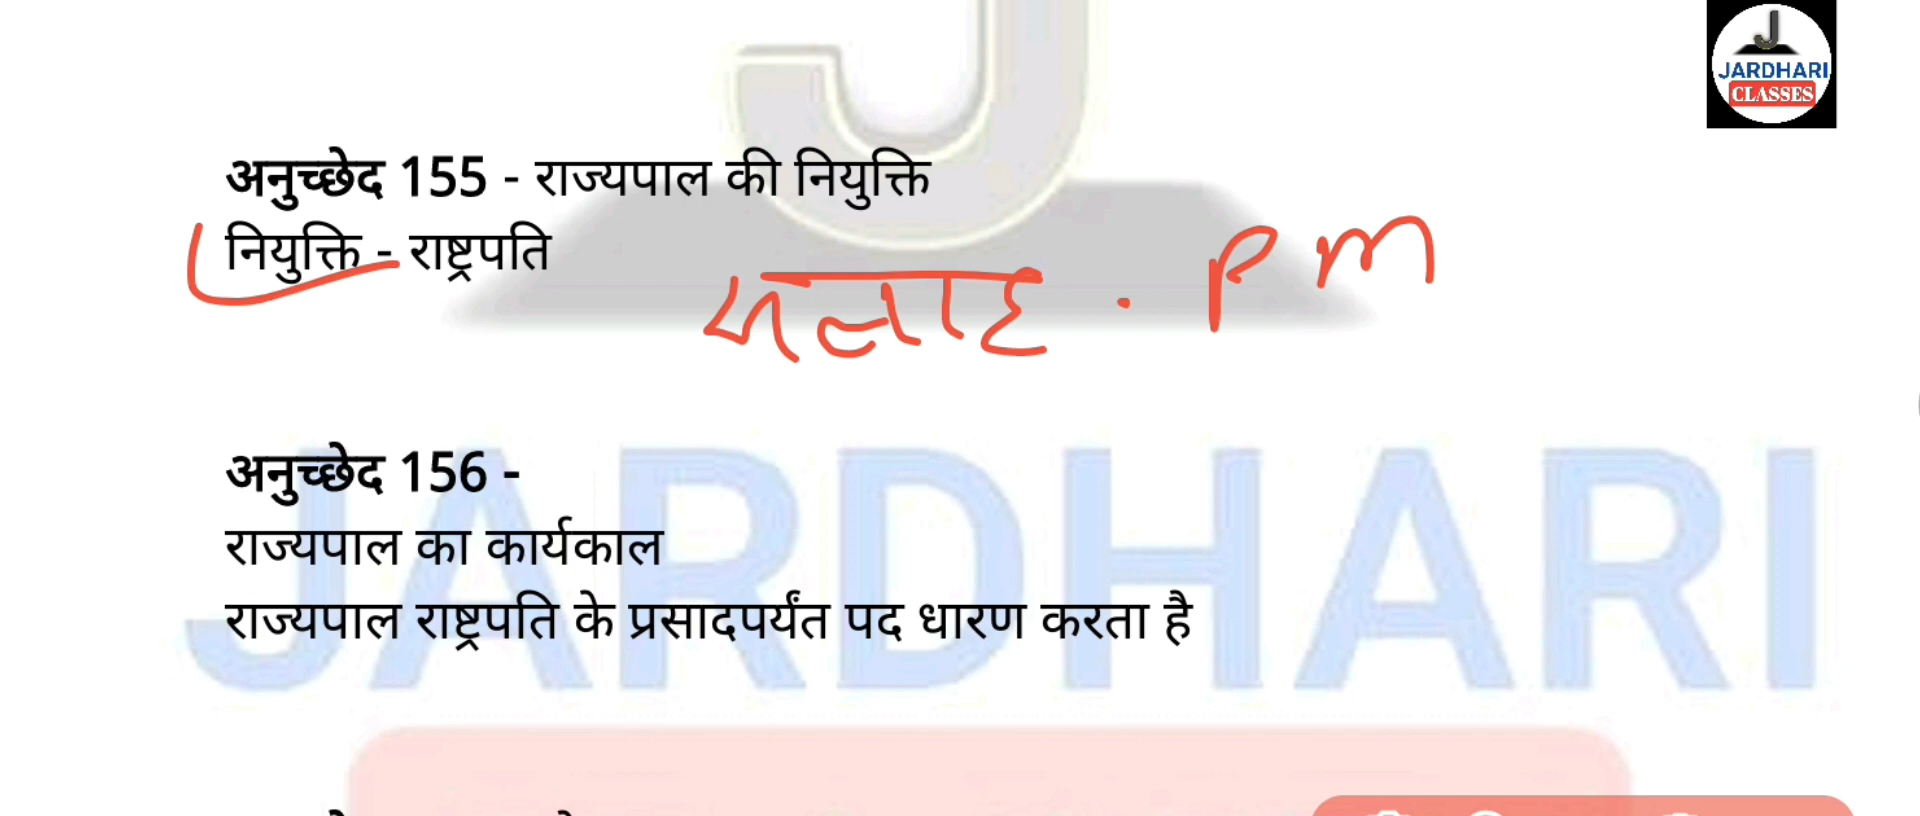 J
JARDHARI
CLASSES
अनुच्छेद 155 - राज्यपाल की नियुक्ति
नियुक्ति - राष्ट्रपति
सलाह . PM
अनुच्छेद 156 -
राज्यपाल का कार्यकाल
राज्यपाल राष्ट्रपति के प्रसादपर्यंत पद धारण करता है
JARDHARI